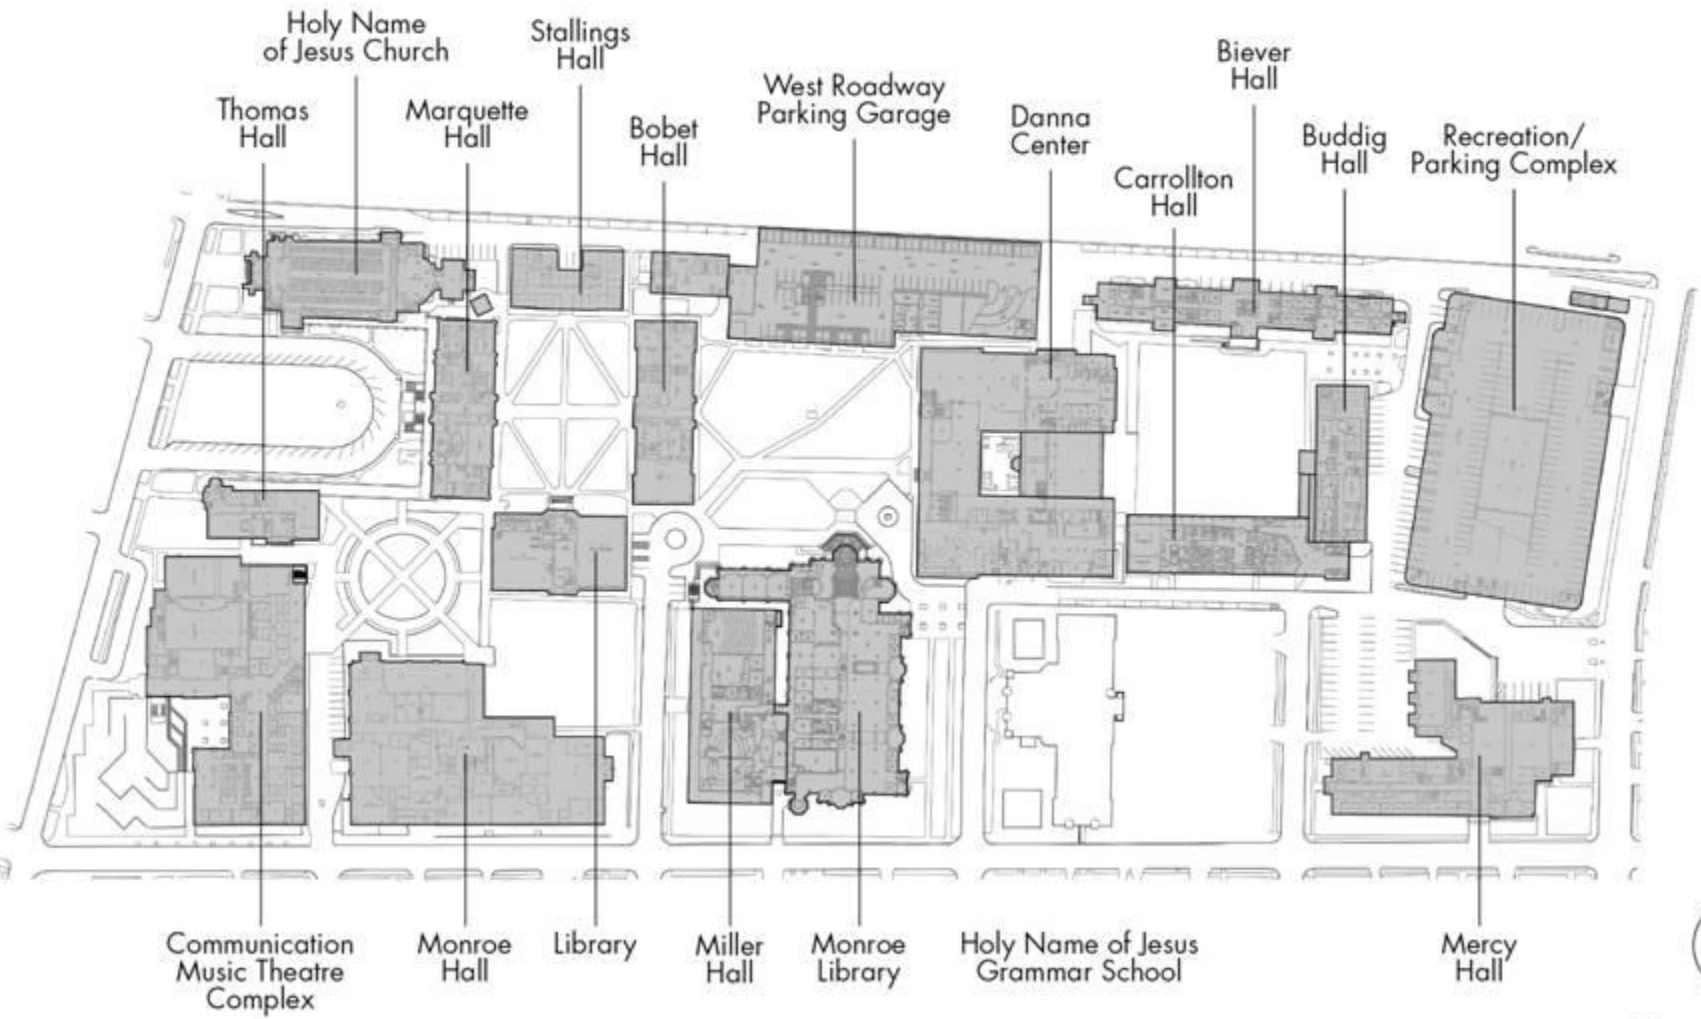 Holy Name
of Jesus Church
Stallings
Hall
Biever
Hall
West Roadway
Parking Garage
Thomas
Hall
Marquette
Hall
Danna
Center
Bobet
Hall
Buddig
Hall
Recreation/
Parking Complex
Carrollton
Hall
Communication
Music Theatre
Complex
Monroe
Hall
Library
Miller
Hall
Monroe
Library
Holy Name of Jesus
Grammar School
Mercy
Hall